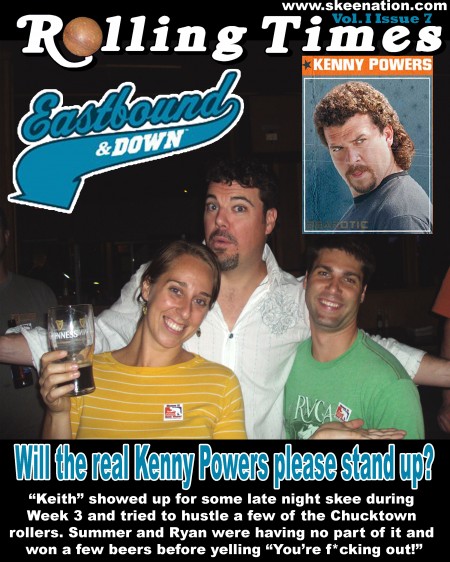 www.skeenation.com
Vol. I Issue 7
Rolling Times
KENNY POWERS
Eastbound
& DOWN
GUINNESS
RVCA
Will the real Kenny Powers please stand up?
“Keith” showed up for some late night skee during
Week 3 and tried to hustle a few of the Chucktown
rollers. Summer and Ryan were having no part of it and
won a few beers before yelling “You’re f*cking out!”